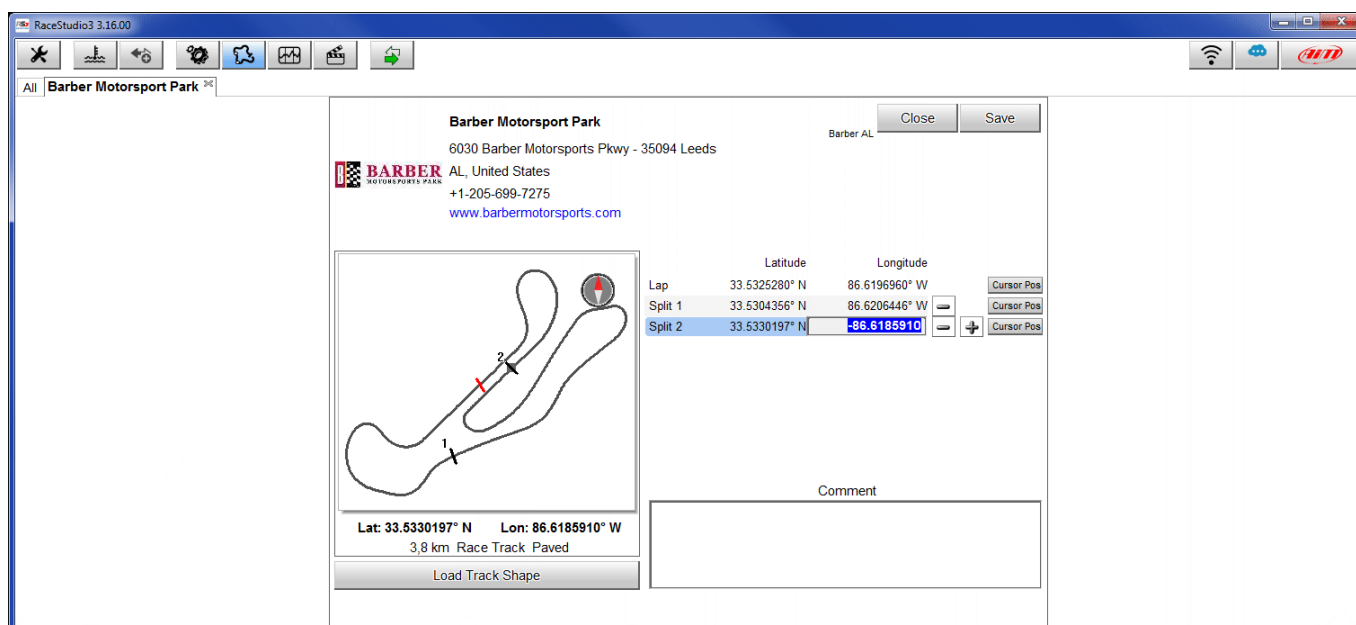 RaceStudio3 3.16.00
All Barber Motorsport Park
Barber Motorsport Park
Close Save
Barber AL
6030 Barber Motorsports Pkwy - 35094 Leeds
BARBER
MOTORSPORTS PARK
AL, United States
+1-205-699-7275
www.barbermotorsports.com
Latitude Longitude
Lap 33.5325280° N 86.6196960° W Cursor Pos
Split 1 33.5304356° N 86.6206446° W Cursor Pos
Split 2 33.5330197° N -86.6185910 Cursor Pos
2
1
Lat: 33.5330197° N Lon: 86.6185910° W
3,8 km Race Track Paved
Load Track Shape
Comment
AiM